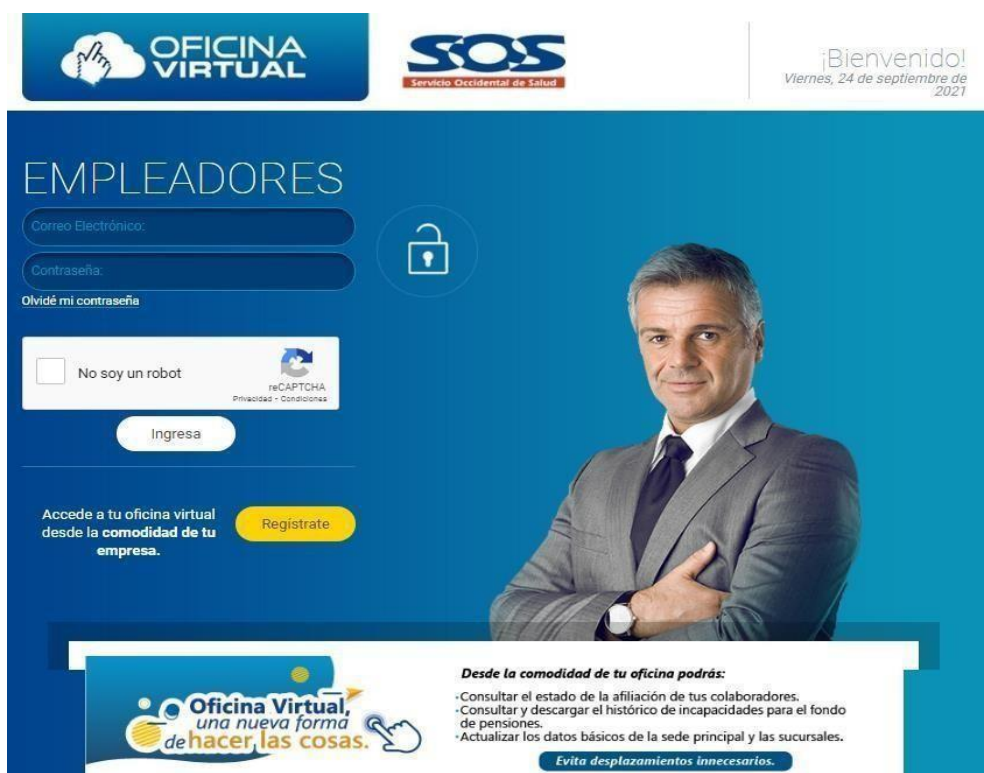 OFICINA
VIRTUAL
SOS
Servicio Occidental de Salud
¡Bienvenido!
Viernes, 24 de septiembre de
2021
EMPLEADORES
Correo Electrónico:
Contraseña:
Olvidé mi contraseña
No soy un robot
reCAPTCHA
Privacidad - Condiciones
Ingresa
Accede a tu oficina virtual
desde la comodidad de tu
empresa.
Regístrate
Oficina Virtual,
una nueva forma
de hacer las cosas.
Desde la comodidad de tu oficina podrás:
·Consultar el estado de la afiliación de tus colaboradores.
·Consultar y descargar el histórico de incapacidades para el fondo
de pensiones.
·Actualizar los datos básicos de la sede principal y las sucursales.
Evita desplazamientos innecesarios.